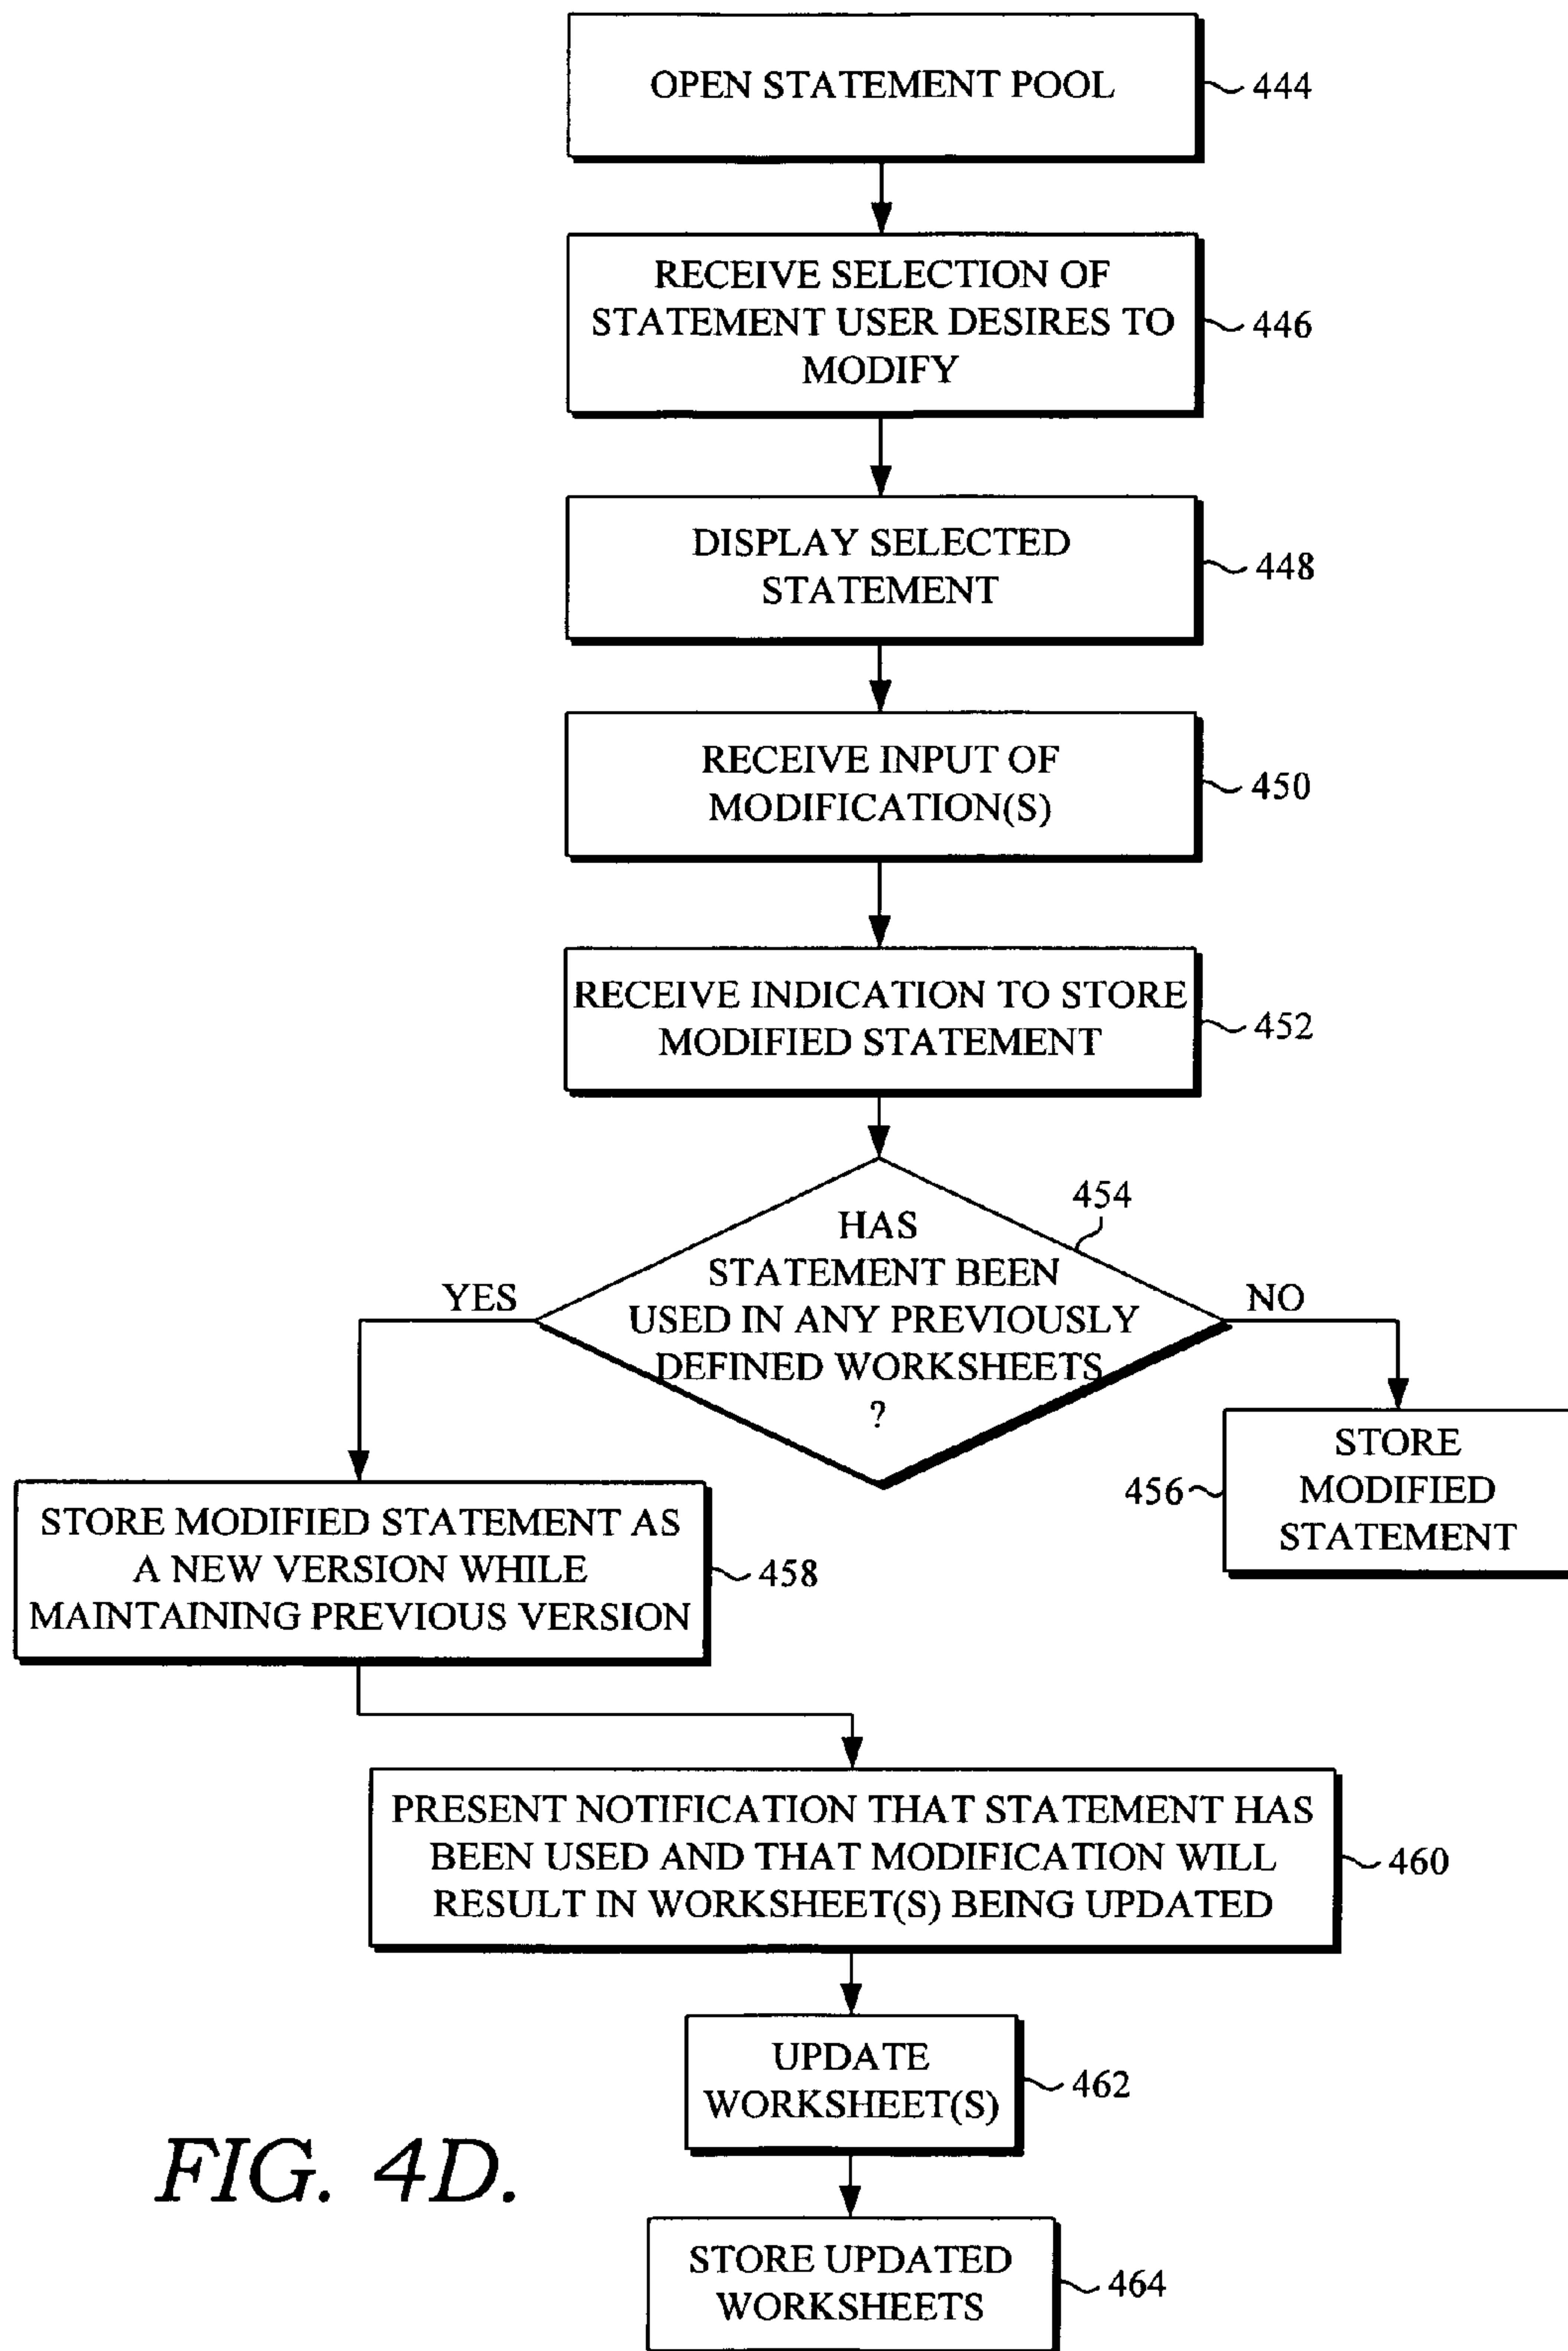 OPEN STATEMENT POOL
444
RECEIVE SELECTION OF
STATEMENT USER DESIRES TO
MODIFY
446
DISPLAY SELECTED
STATEMENT
448
RECEIVE INPUT OF
MODIFICATION(S)
450
RECEIVE INDICATION TO STORE
MODIFIED STATEMENT
452
454
HAS
STATEMENT BEEN
USED IN ANY PREVIOUSLY
DEFINED WORKSHEETS
?
YES
NO
STORE
MODIFIED
STATEMENT
456
STORE MODIFIED STATEMENT AS
A NEW VERSION WHILE
MAINTAINING PREVIOUS VERSION
458
PRESENT NOTIFICATION THAT STATEMENT HAS
BEEN USED AND THAT MODIFICATION WILL
RESULT IN WORKSHEET(S) BEING UPDATED
460
UPDATE
WORKSHEET(S)
462
FIG. 4D.
STORE UPDATED
WORKSHEETS
464